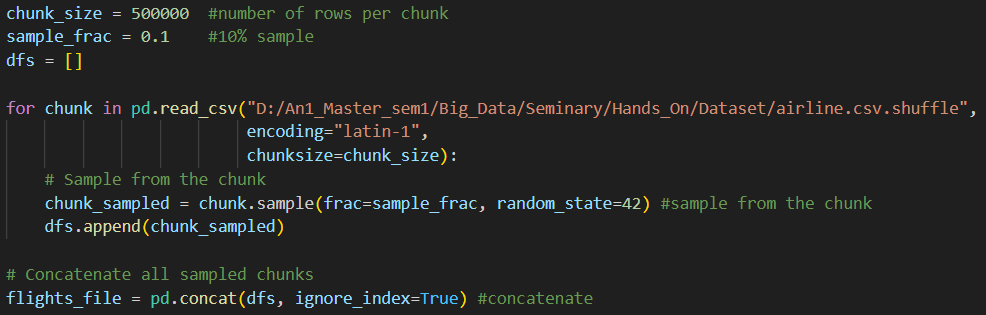 chunk_size = 500000  #number of rows per chunk
sample_frac = 0.1    #10% sample
dfs = []

for chunk in pd.read_csv("D:/An1_Master_sem1/Big_Data/Seminary/Hands_On/Dataset/airline.csv.shuffle",
                         encoding="latin-1",
                         chunksize=chunk_size):
    # Sample from the chunk
    chunk_sampled = chunk.sample(frac=sample_frac, random_state=42) #sample from the chunk
    dfs.append(chunk_sampled)

# Concatenate all sampled chunks
flights_file = pd.concat(dfs, ignore_index=True) #concatenate